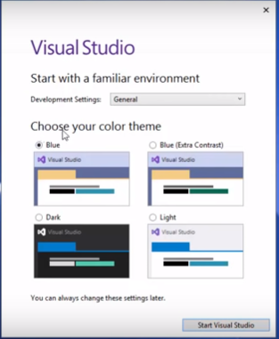 Visual Studio
Start with a familiar environment
Development Settings: General
Choose your color theme
Blue Blue (Extra Contrast)
Visual Studio Visual Studio
Dark Light
Visual Studio Visual Studio
You can always change these settings later.
Start Visual Studio